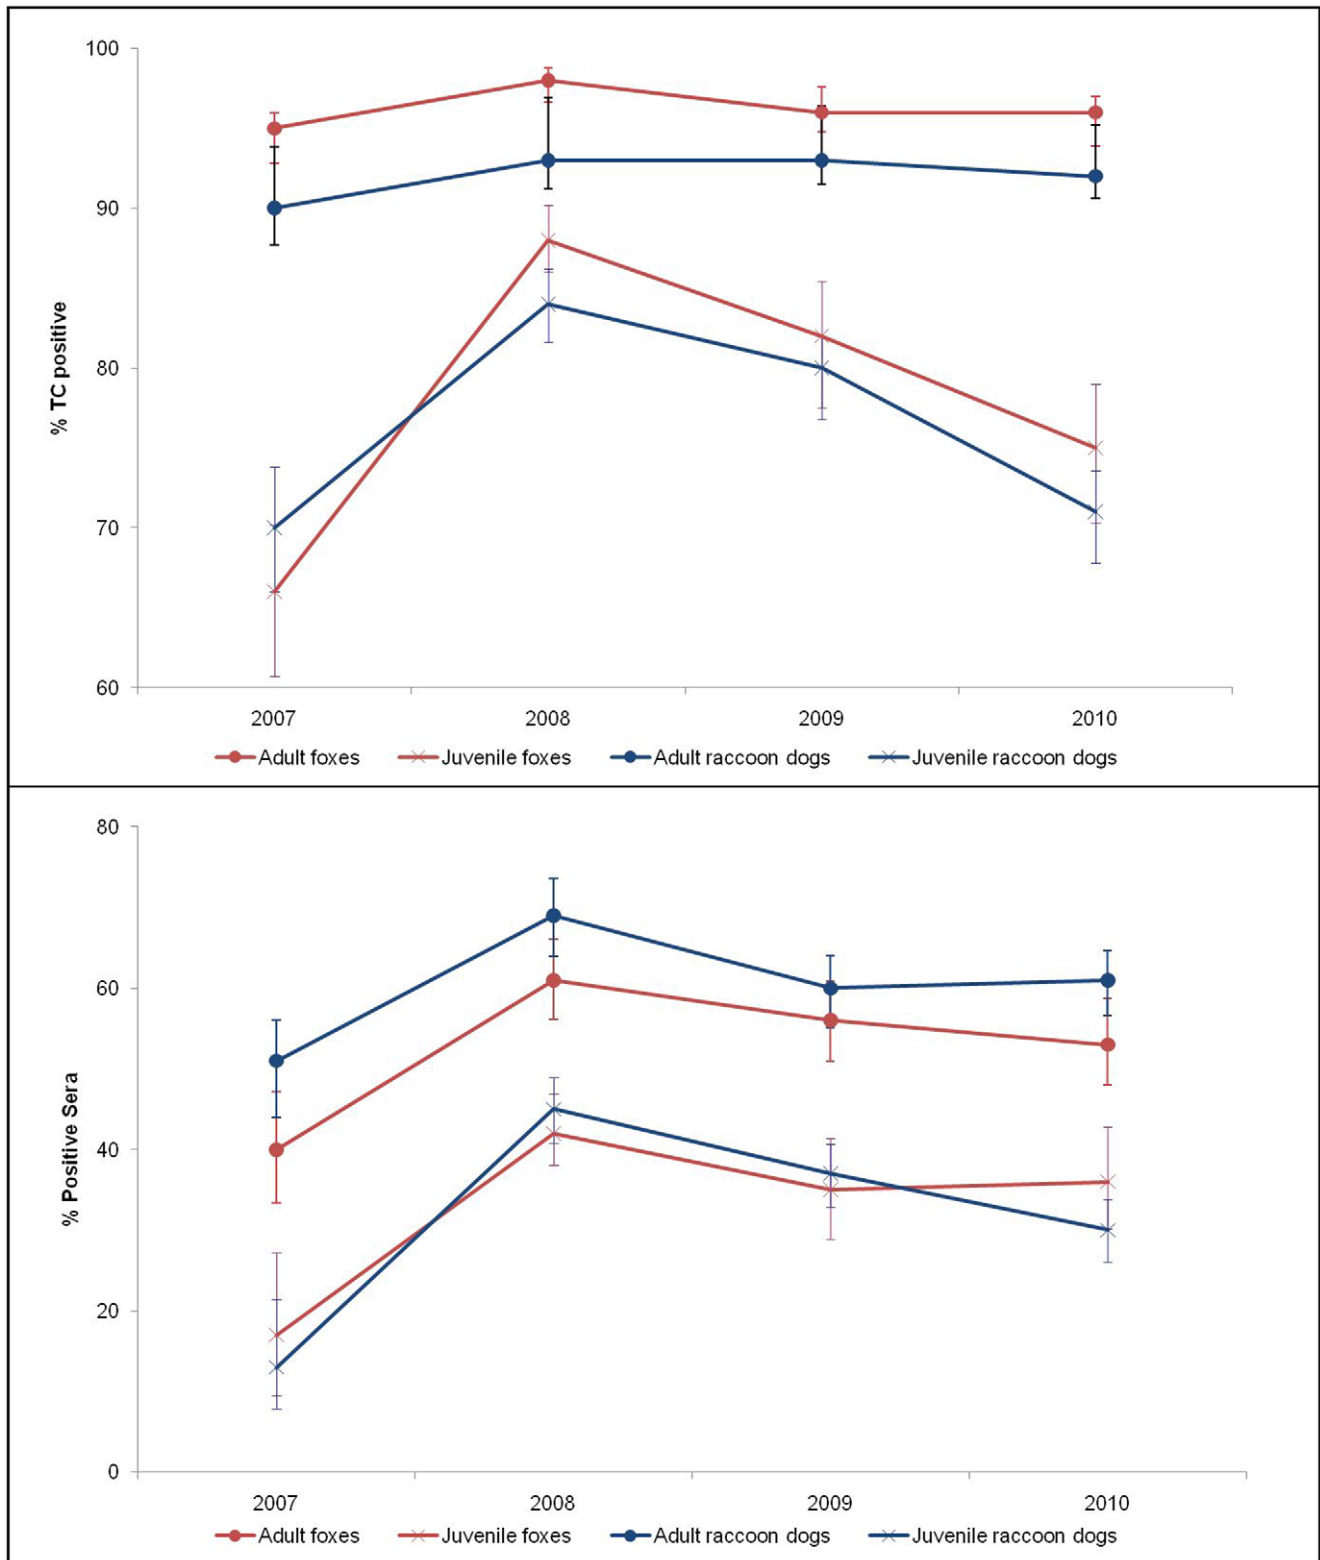 100
90
80
70
60
% TC positive
2007 2008 2009 2010
Adult foxes Juvenile foxes Adult raccoon dogs Juvenile raccoon dogs
80
60
40
20
0
% Positive Sera
2007 2008 2009 2010
Adult foxes Juvenile foxes Adult raccoon dogs Juvenile raccoon dogs